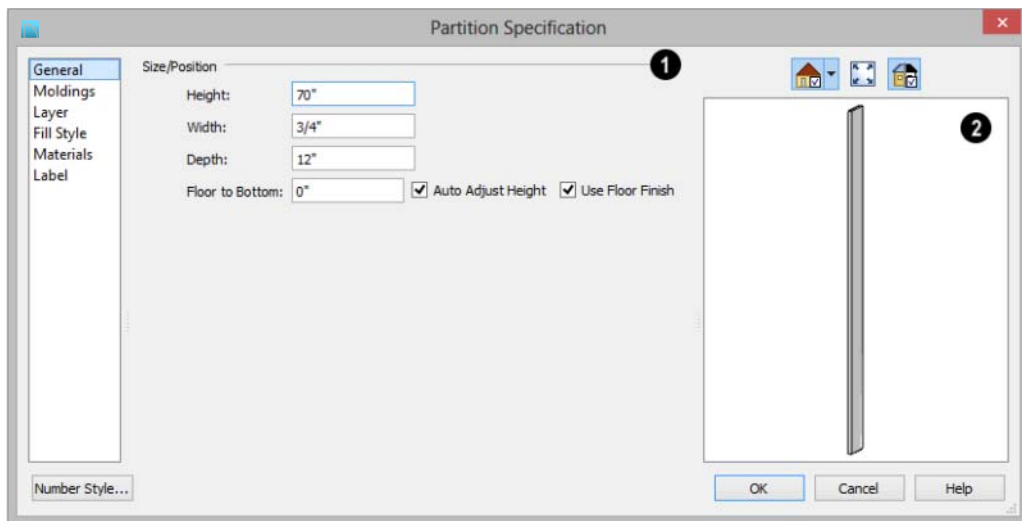 Partition Specification
General
Moldings
Layer
Fill Style
Materials
Label
Size/Position
1
Height: 70"
Width: 3/4"
Depth: 12"
Floor to Bottom: 0" Auto Adjust Height Use Floor Finish
2
Number Style...
OK Cancel Help